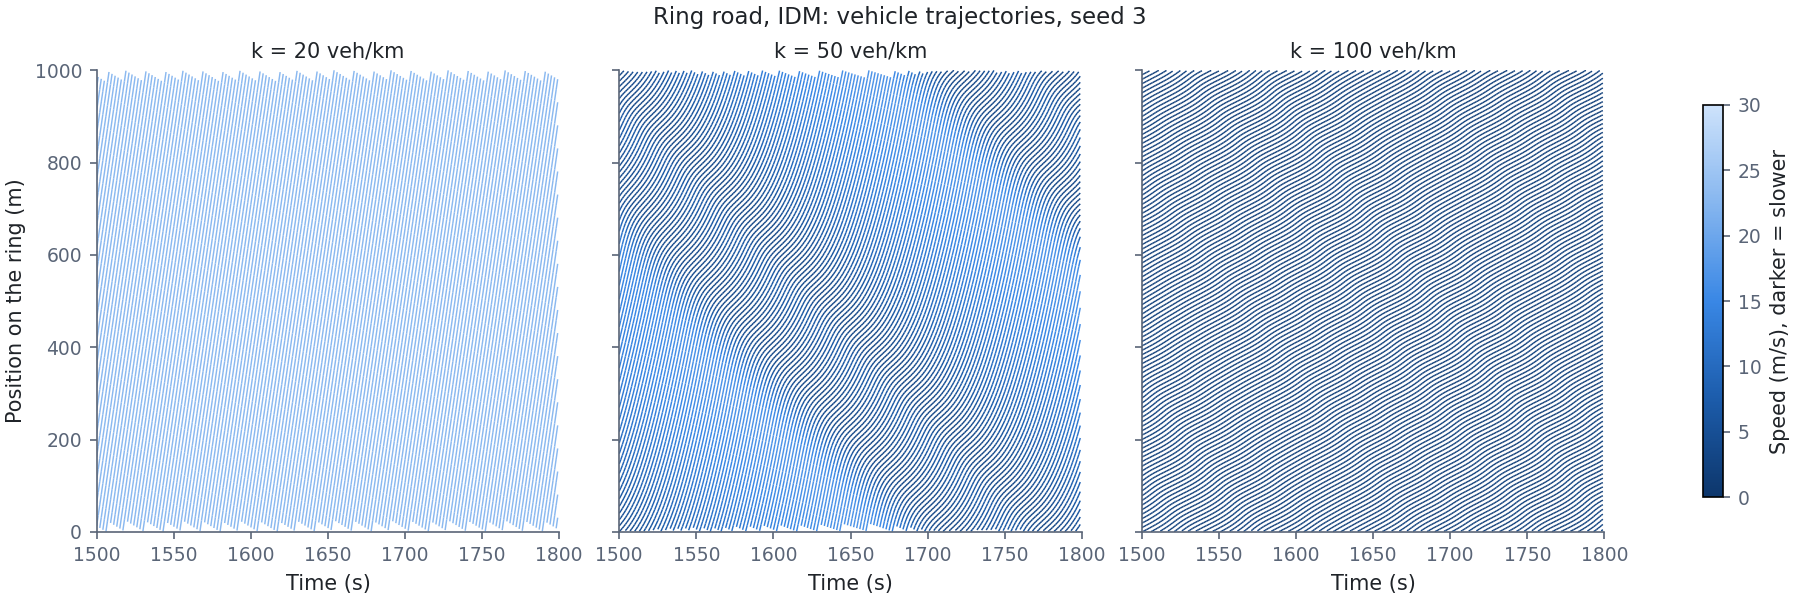 Ring road, IDM: vehicle trajectories, seed 3
k = 20 veh/km
k = 50 veh/km
k = 100 veh/km
Position on the ring (m)
1000
800
600
400
200
0
1500 1550 1600 1650 1700 1750 1800
1500 1550 1600 1650 1700 1750 1800
1500 1550 1600 1650 1700 1750 1800
Time (s)
Time (s)
Time (s)
30
25
20
15
10
5
0
Speed (m/s), darker = slower